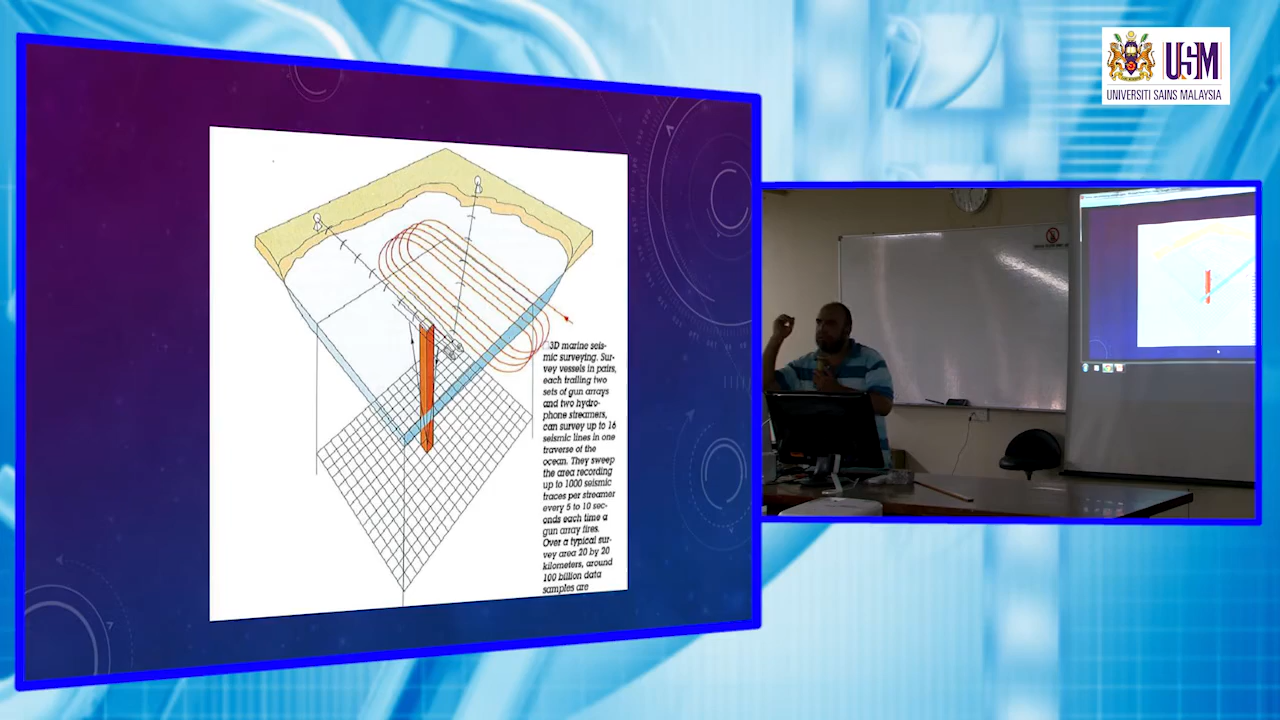 USM
UNIVERSITI SAINS MALAYSIA
3D marine seis-
mic surveying. Sur-
vey vessels in pairs,
each trailing two
sets of gun arrays
and two hydro-
phone streamers,
can survey up to 16
seismic lines in one
traverse of the
ocean. They sweep
the area recording
up to 1000 seismic
traces per streamer
every 5 to 10 sec-
onds each time a
gun array fires.
Over a typical sur-
vey area 20 by 20
kilometers, around
100 billion data
samples are